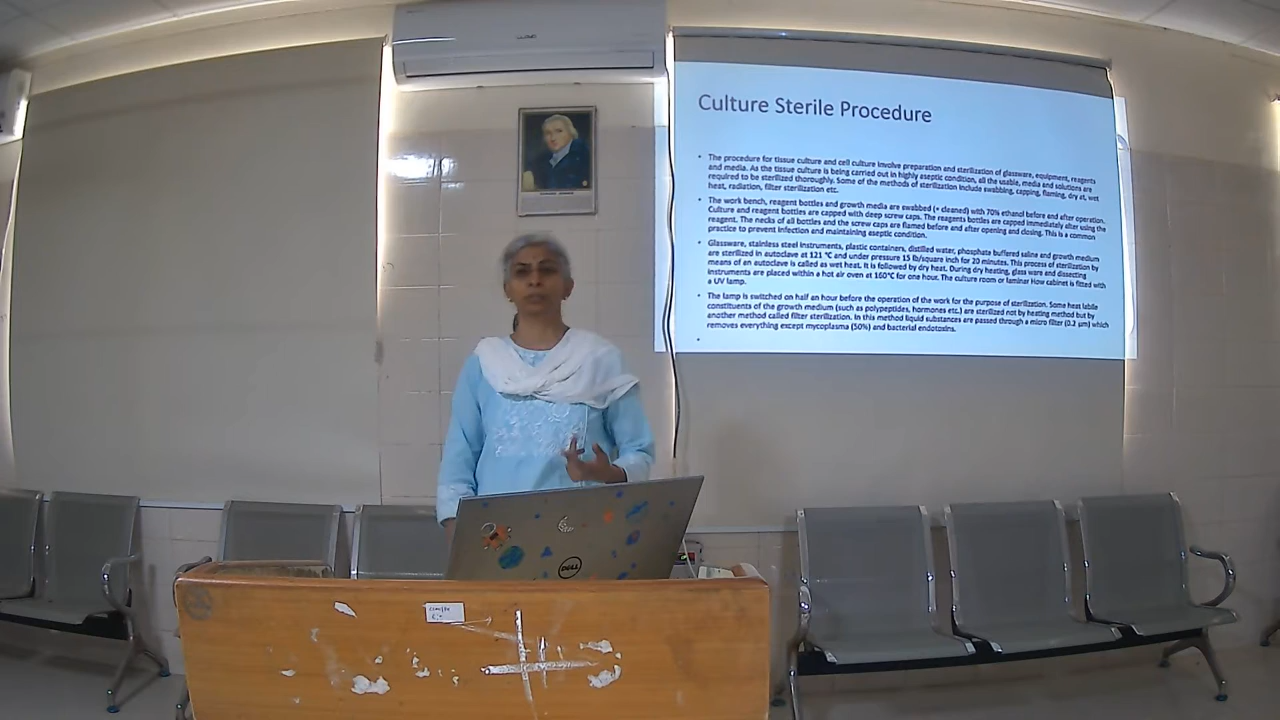 Culture Sterile Procedure
• The procedure for tissue culture and cell culture involve preparation and sterilization of glassware, equipment, reagents
and media. As the tissue culture is being carried out in highly aseptic condition, all the usable, media and solutions are
required to be sterilized thoroughly. Some of the methods of sterilization include swabbing, capping, flaming, dry at, wet
heat, radiation, filter sterilization etc.
• The work bench, reagent bottles and growth media are swabbed (= cleaned) with 70% ethanol before and after operation.
Culture and reagent bottles are capped with deep screw caps. The reagents bottles are capped immediately after using the
reagent. The necks of all bottles and the screw caps are flamed before and after opening and closing. This is a common
practice to prevent infection and maintaining aseptic condition.
• Glassware, stainless steel instruments, plastic containers, distilled water, phosphate buffered saline and growth medium
are sterilized in autoclave at 121 °C and under pressure 15 lb/square inch for 20 minutes. This process of sterilization by
means of an autoclave is called as wet heat. It is followed by dry heat. During dry heating, glass ware and dissecting
instruments are placed within a hot air oven at 160°C for one hour. The culture room or laminar How cabinet is fitted with
a UV lamp.
• The lamp is switched on half an hour before the operation of the work for the purpose of sterilization. Some heat labile
constituents of the growth medium (such as polypeptides, hormones etc.) are sterilized not by heating method but by
another method called filter sterilization. In this method liquid substances are passed through a micro filter (0.2 µm) which
removes everything except mycoplasma (50%) and bacterial endotoxins.
•
DELL